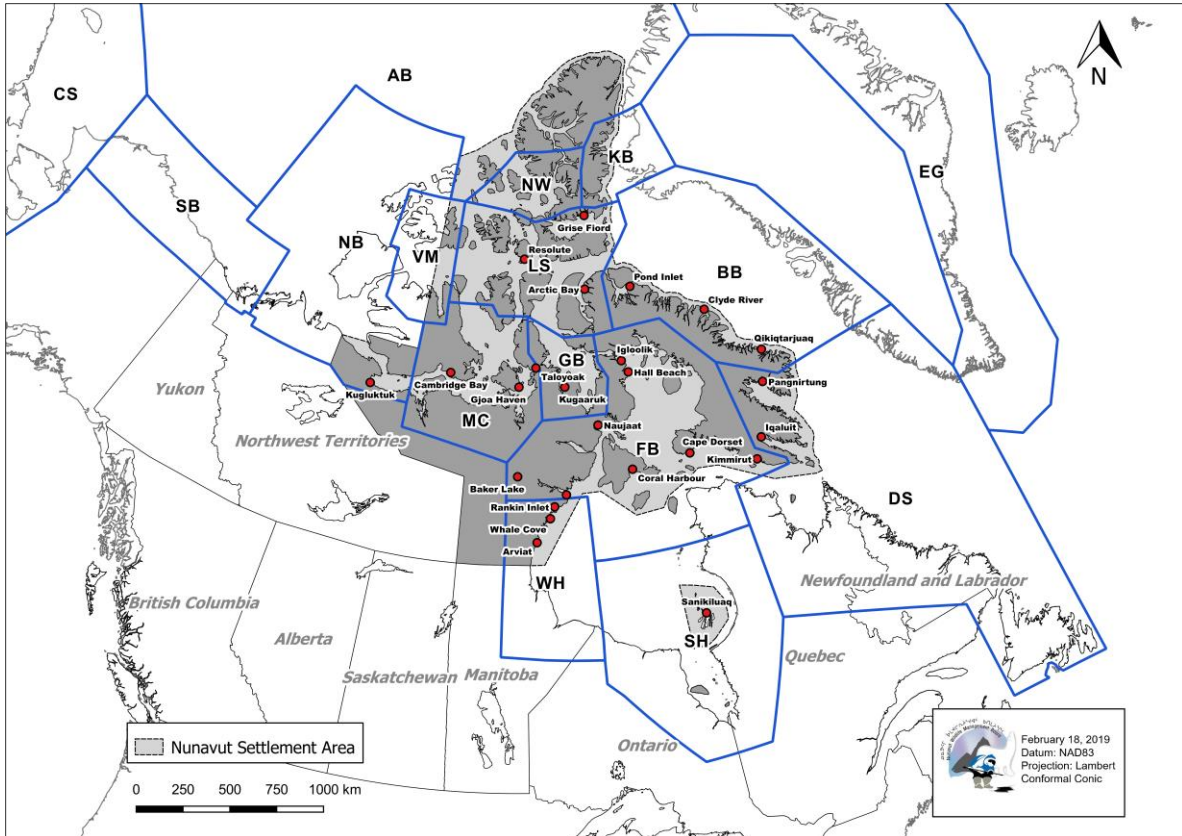 AB
CS
N
KB
NW
EG
SB
Grise Fiord
NB
VM
Resolute
LS
BB
Pond Inlet
Arctic Bay
Clyde River
Qikiqtarjuaq
GB
Igloolik
Yukon
Taloyoak
Hall Beach
Pangnirtung
Cambridge Bay
Kugluktuk
Gjoa Haven
Kugaaruk
MC
Naujaat
Northwest Territories
Iqaluit
Cape Dorset
FB
Kimmirut
Coral Harbour
Baker Lake
DS
Rankin Inlet
Whale Cove
Arviat
WH
Newfoundland and Labrador
British Columbia
Sanikiluaq
Alberta
SH
Quebec
Saskatchewan
Manitoba
Nunavut Settlement Area
Ontario
February 18, 2019
Datum: NAD83
Projection: Lambert
Conformal Conic
0 250 500 750 1000 km